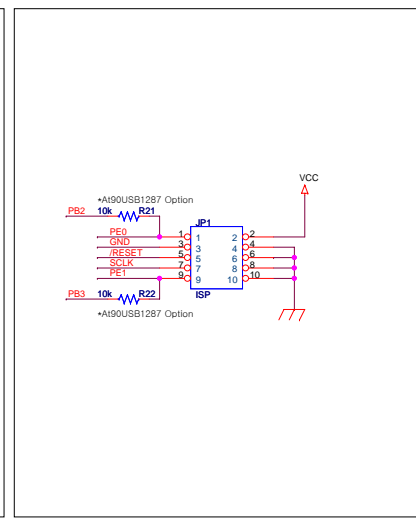 VCC
*At90USB1287 Option
PB2 10k R21
JP1
PE0 1 1 2 2
GND 3 3 4 4
/RESET 5 5 6 6
SCLK 7 7 8 8
PE1 9 9 10 10
PB3 10k R22 ISP
*At90USB1287 Option